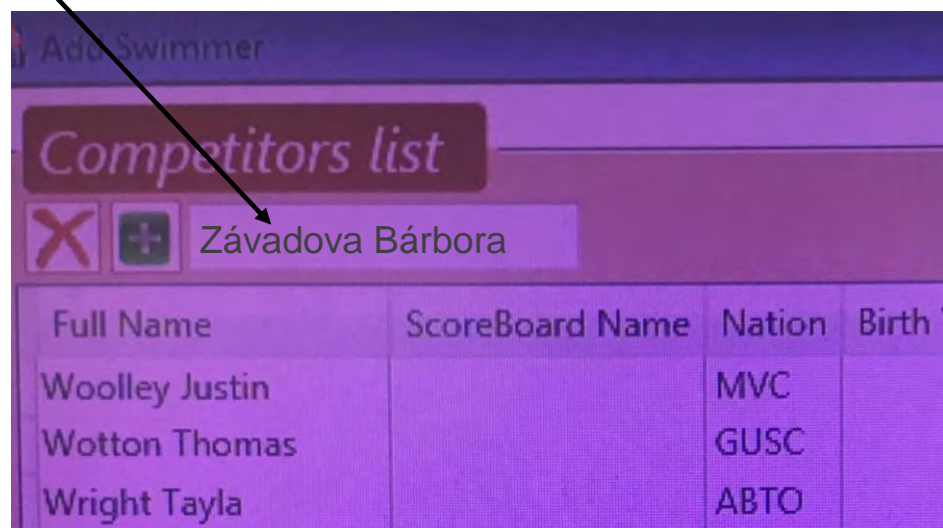 Add Swimmer
Competitors list
Závadova Bárbora
Full Name ScoreBoard Name Nation Birth
Woolley Justin MVC
Wotton Thomas GUSC
Wright Tayla ABTO